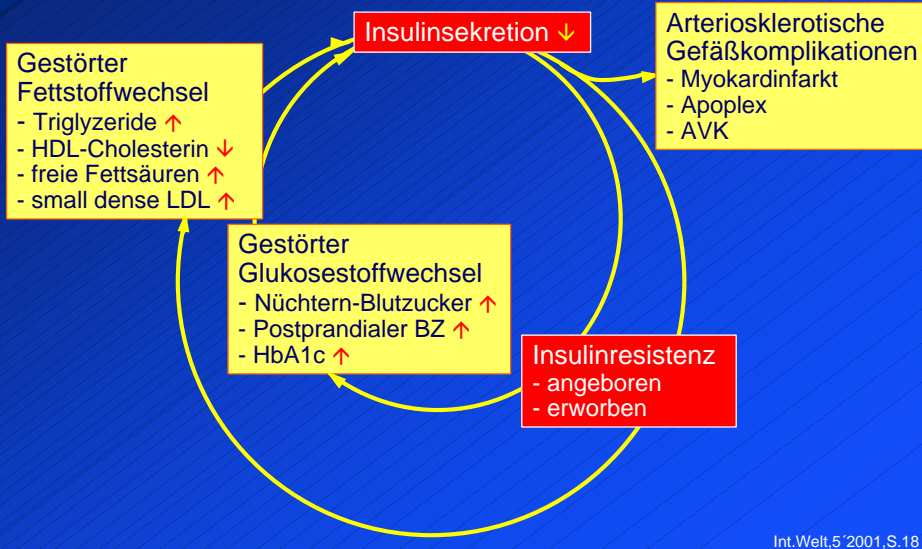 Insulinsekretion ↓
Arteriosklerotische
Gefäßkomplikationen
- Myokardinfarkt
- Apoplex
- AVK
Gestörter
Fettstoffwechsel
- Triglyzeride ↑
- HDL-Cholesterin ↓
- freie Fettsäuren ↑
- small dense LDL ↑
Gestörter
Glukosestoffwechsel
- Nüchtern-Blutzucker ↑
- Postprandialer BZ ↑
- HbA1c ↑
Insulinresistenz
- angeboren
- erworben
Int.Welt,5´2001,S.18